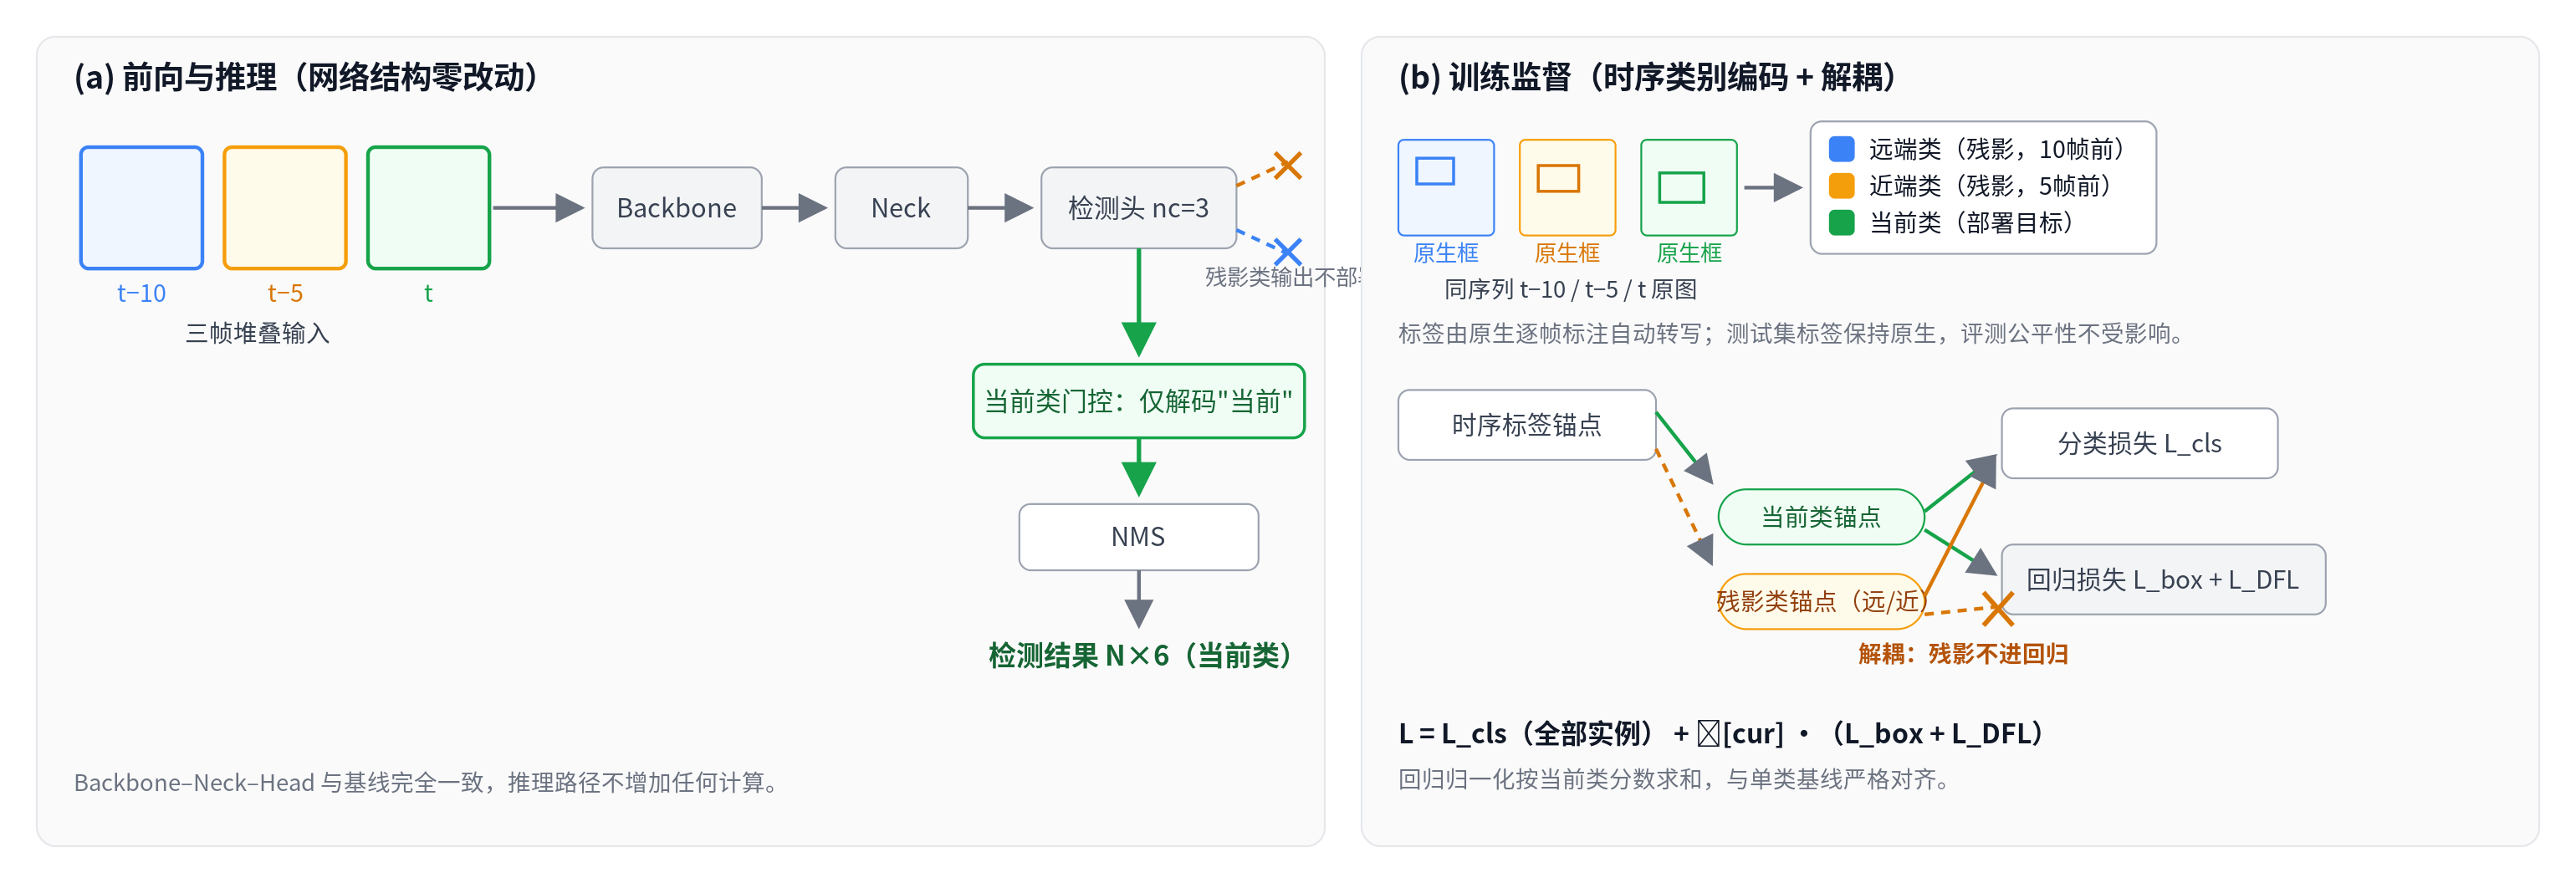 (a) 前向与推理（网络结构零改动）
t−10
t−5
t
三帧堆叠输入
Backbone
Neck
检测头 nc=3
残影类输出不部
当前类门控：仅解码"当前"
NMS
检测结果 N×6（当前类）
Backbone–Neck–Head 与基线完全一致，推理路径不增加任何计算。
(b) 训练监督（时序类别编码 + 解耦）
原生框
原生框
原生框
同序列 t−10 / t−5 / t 原图
远端类（残影，10帧前）
近端类（残影，5帧前）
当前类（部署目标）
标签由原生逐帧标注自动转写；测试集标签保持原生，评测公平性不受影响。
时序标签锚点
当前类锚点
残影类锚点（远/近）
分类损失 L_cls
回归损失 L_box + L_DFL
解耦：残影不进回归
L = L_cls（全部实例） + [cur] ·（L_box + L_DFL）
回归归一化按当前类分数求和，与单类基线严格对齐。